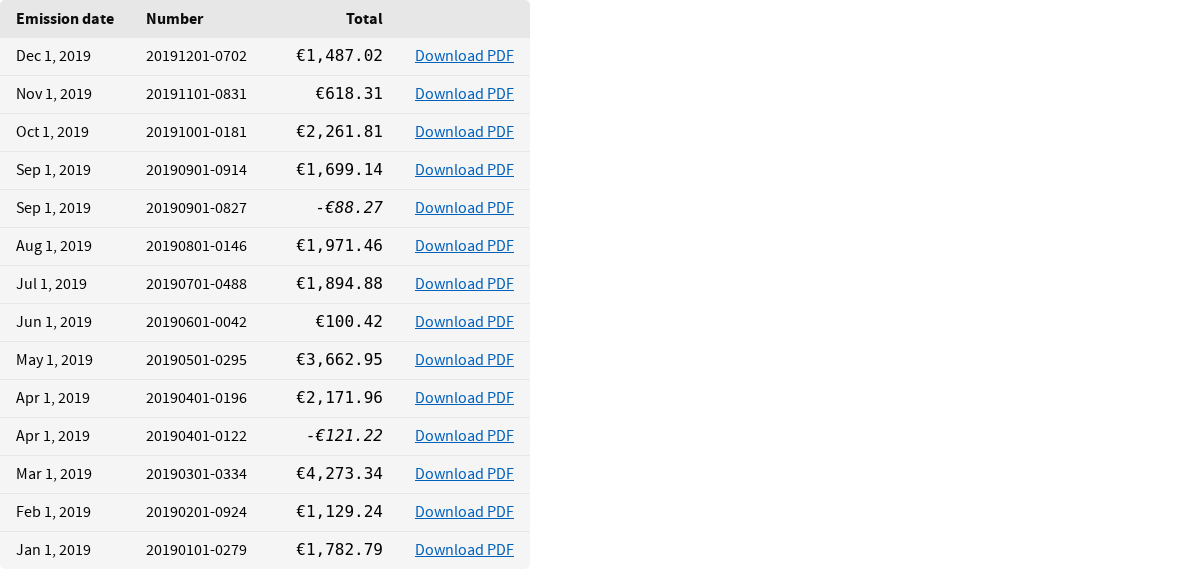 Emission date Number Total
Dec 1, 2019 20191201-0702 €1,487.02 Download PDF
Nov 1, 2019 20191101-0831 €618.31 Download PDF
Oct 1, 2019 20191001-0181 €2,261.81 Download PDF
Sep 1, 2019 20190901-0914 €1,699.14 Download PDF
Sep 1, 2019 20190901-0827 -€88.27 Download PDF
Aug 1, 2019 20190801-0146 €1,971.46 Download PDF
Jul 1, 2019 20190701-0488 €1,894.88 Download PDF
Jun 1, 2019 20190601-0042 €100.42 Download PDF
May 1, 2019 20190501-0295 €3,662.95 Download PDF
Apr 1, 2019 20190401-0196 €2,171.96 Download PDF
Apr 1, 2019 20190401-0122 -€121.22 Download PDF
Mar 1, 2019 20190301-0334 €4,273.34 Download PDF
Feb 1, 2019 20190201-0924 €1,129.24 Download PDF
Jan 1, 2019 20190101-0279 €1,782.79 Download PDF